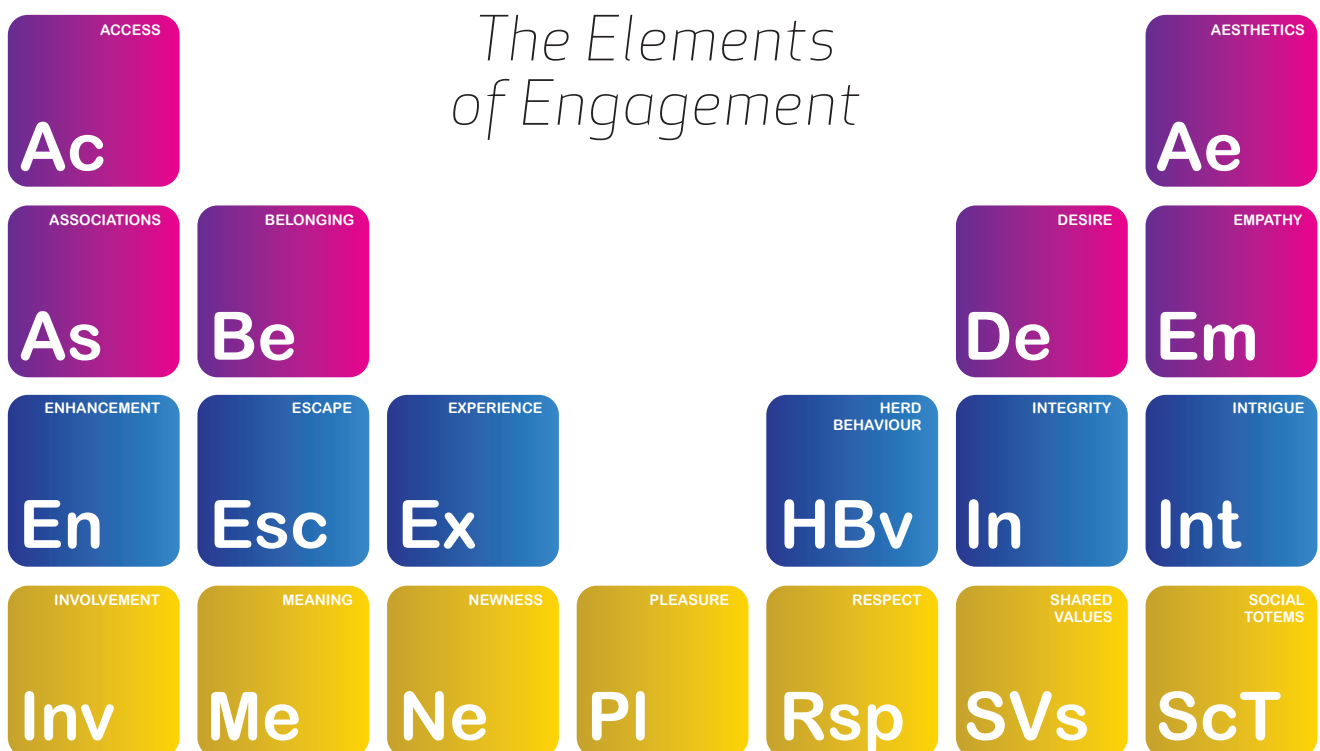 The Elements
of Engagement
ACCESS
Ac
AESTHETICS
Ae
ASSOCIATIONS
As
BELONGING
Be
DESIRE
De
EMPATHY
Em
ENHANCEMENT
En
ESCAPE
Esc
EXPERIENCE
Ex
HERD
BEHAVIOUR
HBv
INTEGRITY
In
INTRIGUE
Int
INVOLVEMENT
Inv
MEANING
Me
NEWNESS
Ne
PLEASURE
Pl
RESPECT
Rsp
SHARED
VALUES
SVs
SOCIAL
TOTEMS
ScT